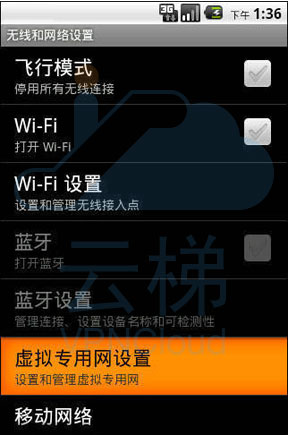 3G
下午 1:36
无线和网络设置
飞行模式
停用所有无线连接
Wi-Fi
打开 Wi-Fi
Wi-Fi 设置
设置和管理无线接入点
蓝牙
打开蓝牙
蓝牙设置
管理连接、设置设备名称和可检测性
云梯
VPNCloud
虚拟专用网设置
设置和管理虚拟专用网
移动网络